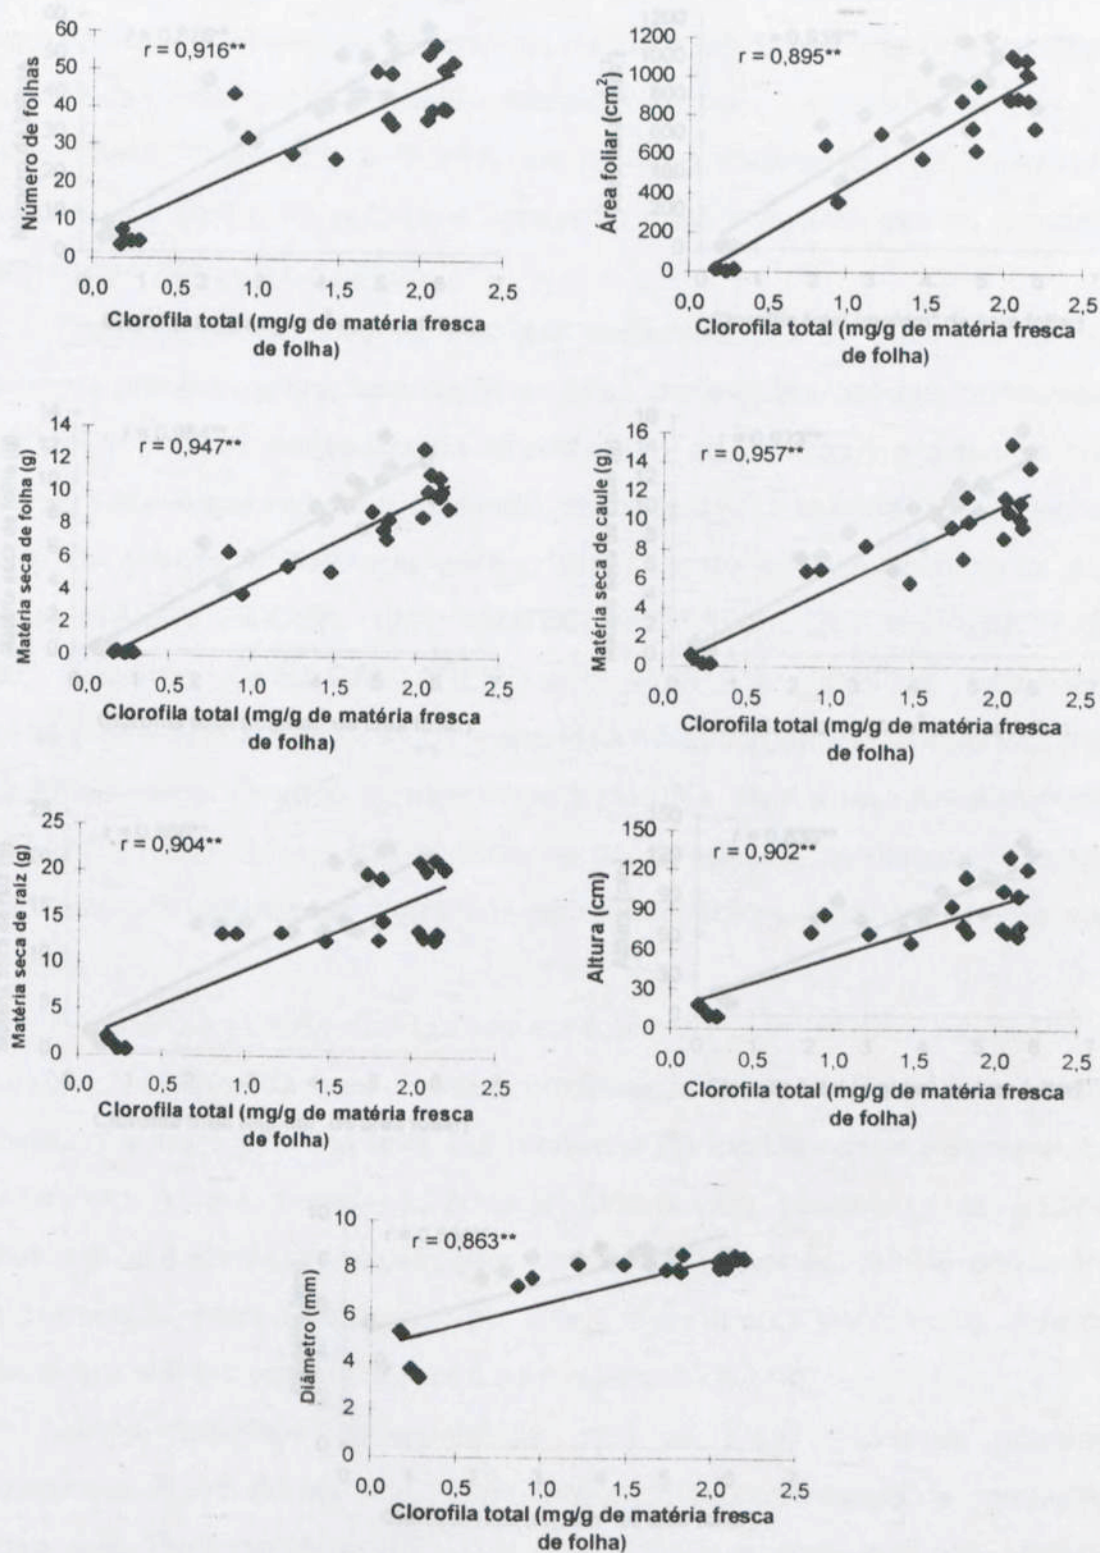 r = 0,916**
Número de folhas
60
50
40
30
20
10
0
0,0 0,5 1,0 1,5 2,0 2,5
Clorofila total (mg/g de matéria fresca
de folha)
r = 0,895**
Área foliar (cm²)
1200
1000
800
600
400
200
0
0,0 0,5 1,0 1,5 2,0 2,5
Clorofila total (mg/g de matéria fresca
de folha)
r = 0,947**
Matéria seca de folha (g)
14
12
10
8
6
4
2
0
0,0 0,5 1,0 1,5 2,0 2,5
Clorofila total (mg/g de matéria fresca
de folha)
r = 0,957**
Matéria seca de caule (g)
16
14
12
10
8
6
4
2
0
0,0 0,5 1,0 1,5 2,0 2,5
Clorofila total (mg/g de matéria fresca
de folha)
r = 0,904**
Matéria seca de raiz (g)
25
20
15
10
5
0
0,0 0,5 1,0 1,5 2,0 2,5
Clorofila total (mg/g de matéria fresca
de folha)
r = 0,902**
Altura (cm)
150
120
90
60
30
0
0,0 0,5 1,0 1,5 2,0 2,5
Clorofila total (mg/g de matéria fresca
de folha)
r = 0,863**
Diâmetro (mm)
10
8
6
4
2
0
0,0 0,5 1,0 1,5 2,0 2,5
Clorofila total (mg/g de matéria fresca
de folha)